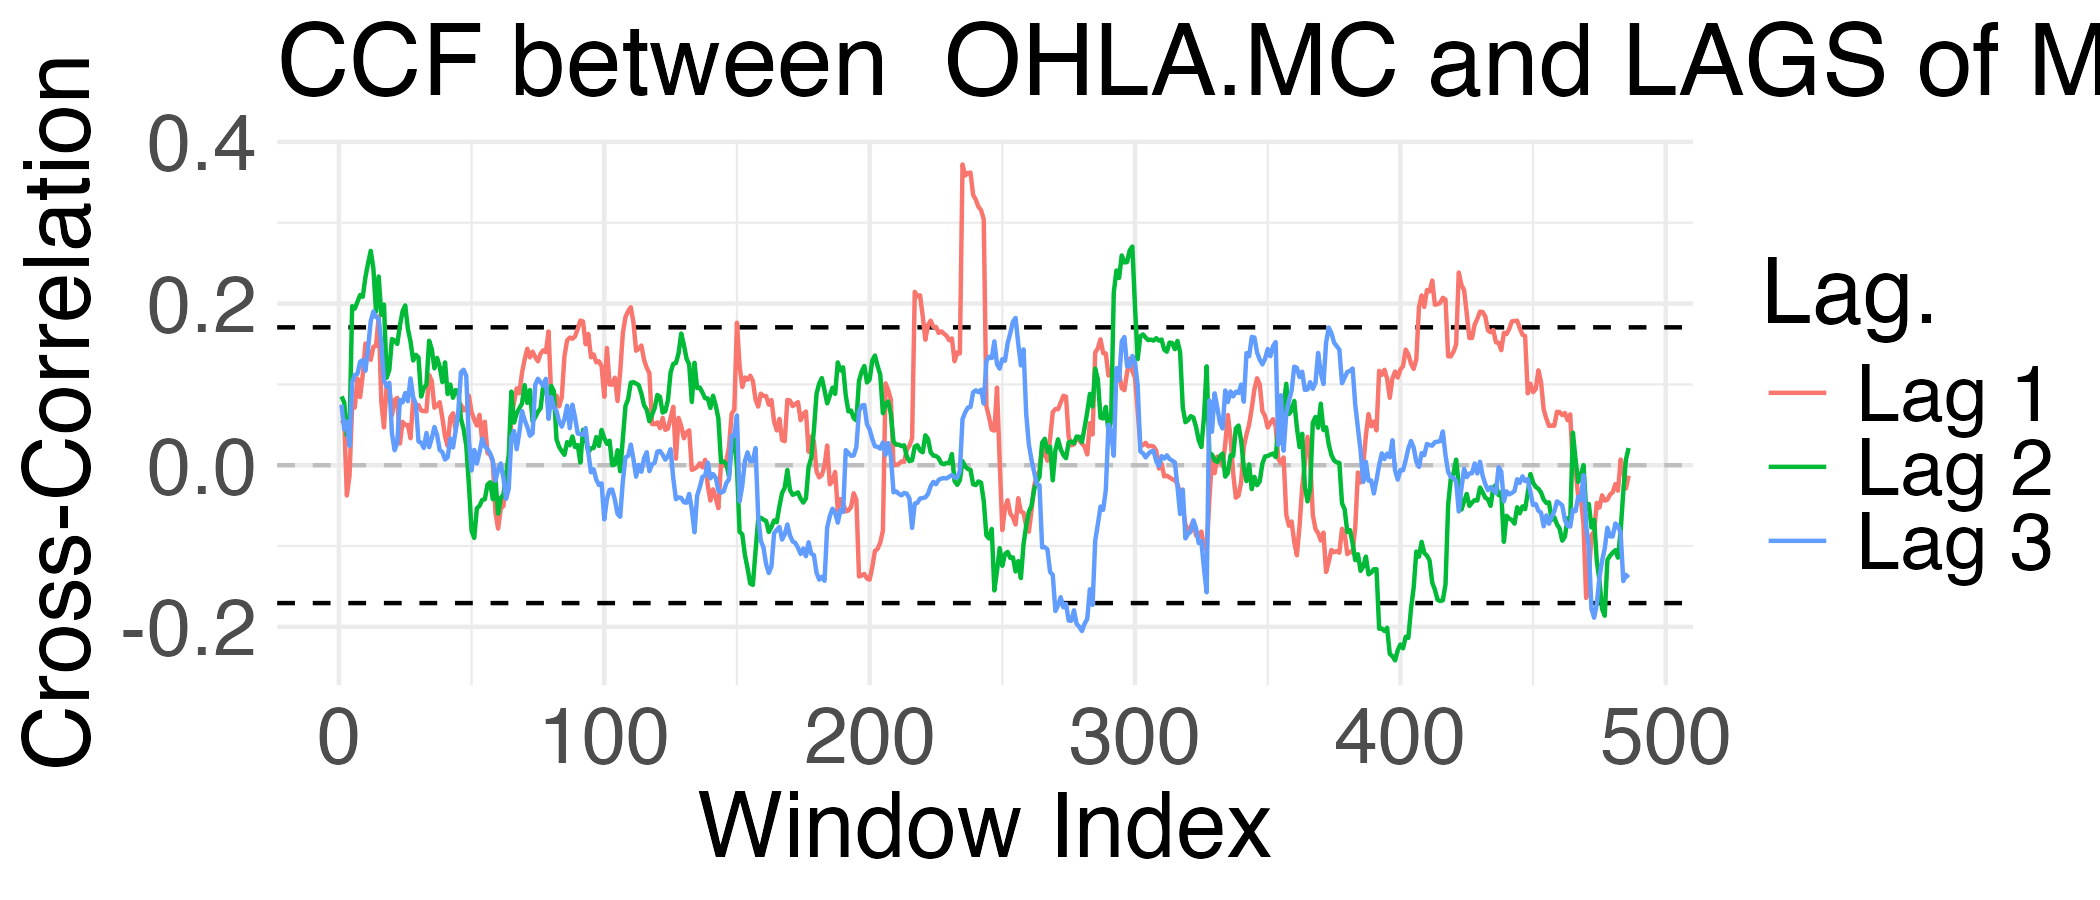 CCF between OHLA.MC and LAGS of M
Cross-Correlation
0.4
0.2
0.0
-0.2
0
100
200
300
400
500
Window Index
Lag.
Lag 1
Lag 2
Lag 3